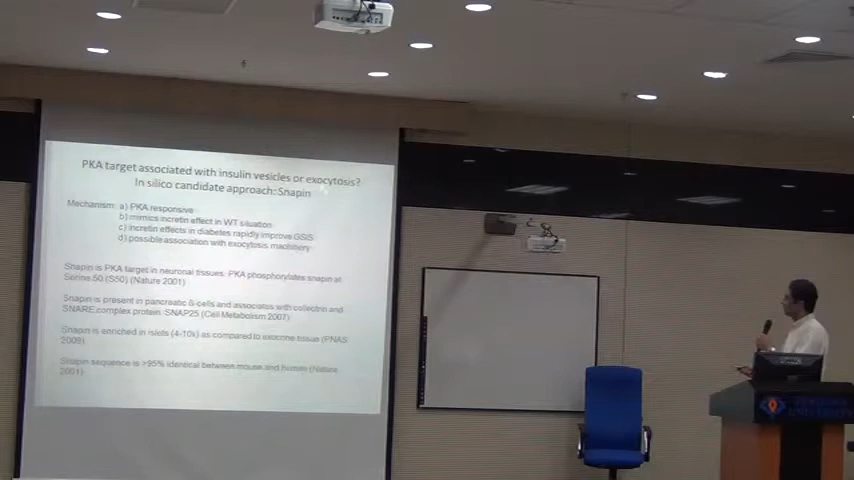 PKA target associated with insulin vesicles or exocytosis?
In silico candidate approach: Snapin
Mechanism: a) PKA responsive
b) mimics incretin effect in WT situation
c) incretin effects in diabetes rapidly improve GSIS
d) possible association with exocytosis machinery
Snapin is PKA target in neuronal tissues: PKA phosphorylates snapin at
Serine 50 (S50) (Nature 2001)
Snapin is present in pancreatic ß-cells and associates with collectrin and
SNARE complex protein: SNAP25 (Cell Metabolism 2007)
Snapin is enriched in islets (4-10x) as compared to exocrine tissue (PNAS
2009)
Snapin sequence is >95% identical between mouse and human (Nature
2001)
UNIVERSITY